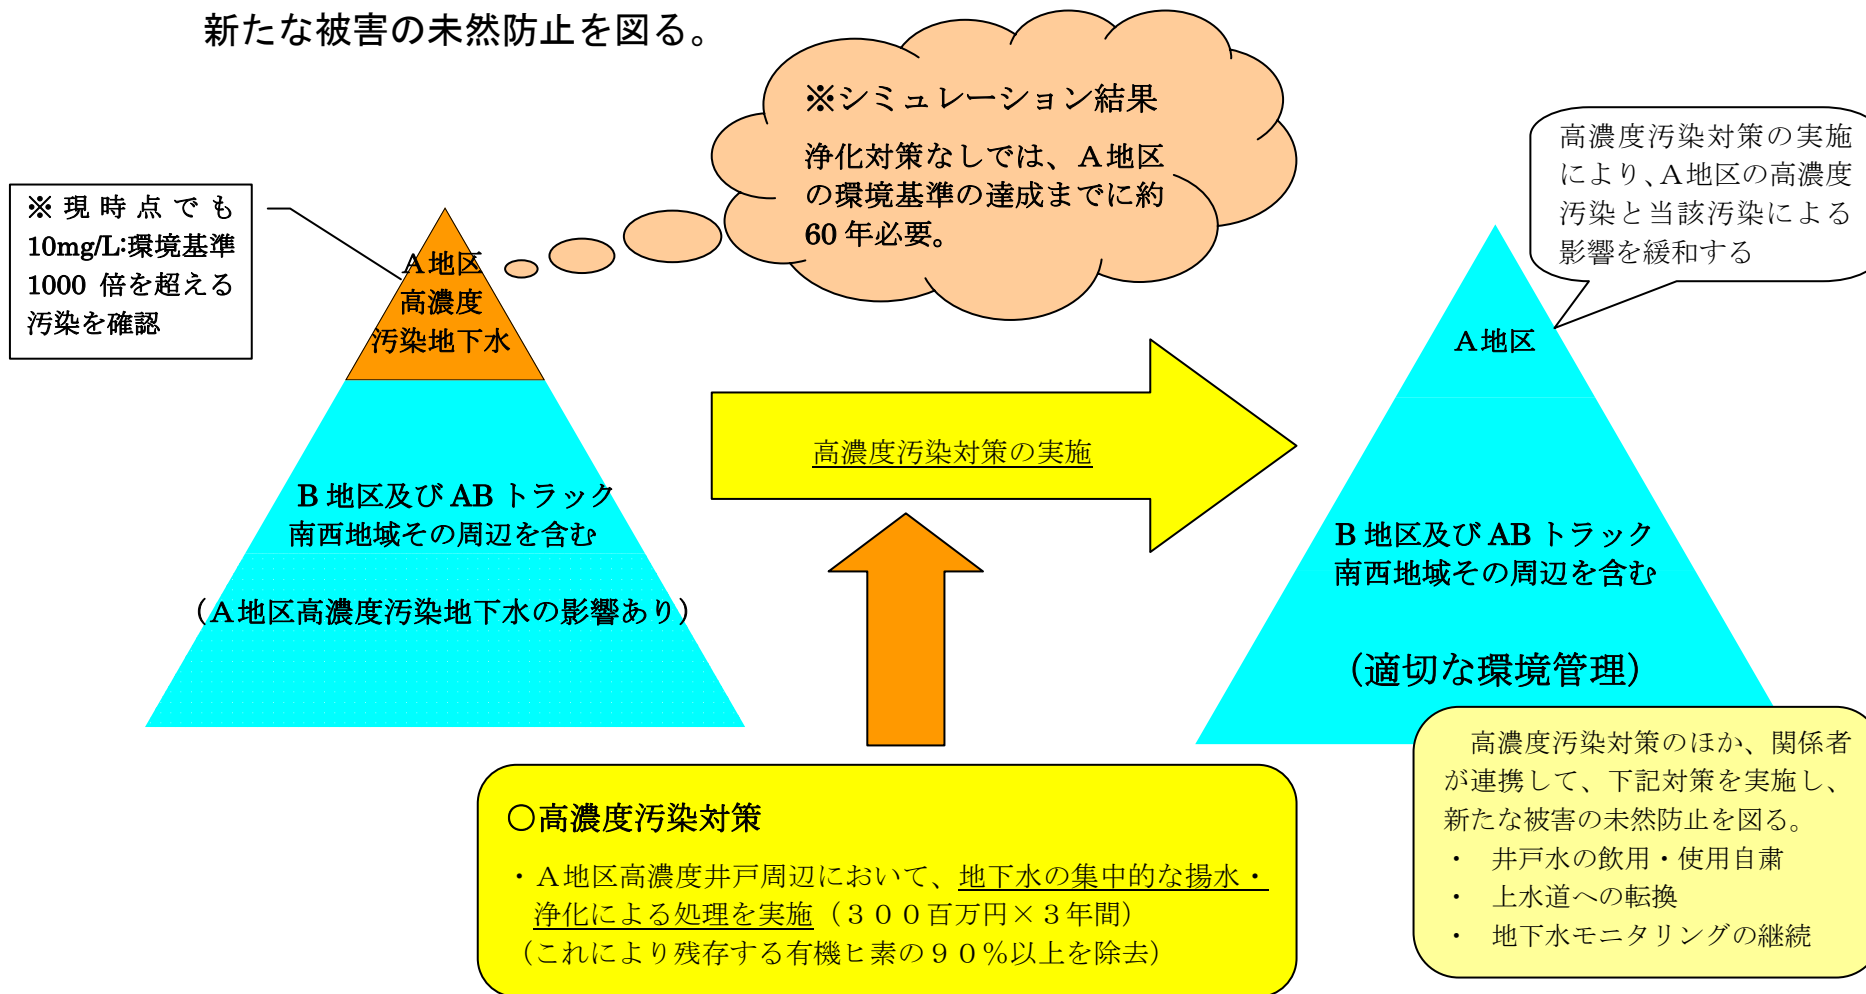 新たな被害の未然防止を図る。
※シミュレーション結果
浄化対策なしでは、Ａ地区
の環境基準の達成までに約
60 年必要。
※現時点でも
10mg/L:環境基準
1000 倍を超える
汚染を確認
Ａ地区
高濃度
汚染地下水
B 地区及び AB トラック
南西地域その周辺を含む
（Ａ地区高濃度汚染地下水の影響あり）
高濃度汚染対策の実施
高濃度汚染対策の実施
により、Ａ地区の高濃度
汚染と当該汚染による
影響を緩和する
Ａ地区
B 地区及び AB トラック
南西地域その周辺を含む
（適切な環境管理）
○高濃度汚染対策
・Ａ地区高濃度井戸周辺において、地下水の集中的な揚水・
浄化による処理を実施（３００百万円×３年間）
（これにより残存する有機ヒ素の９０％以上を除去）
高濃度汚染対策のほか、関係者
が連携して、下記対策を実施し、
新たな被害の未然防止を図る。
・ 井戸水の飲用・使用自粛
・ 上水道への転換
・ 地下水モニタリングの継続